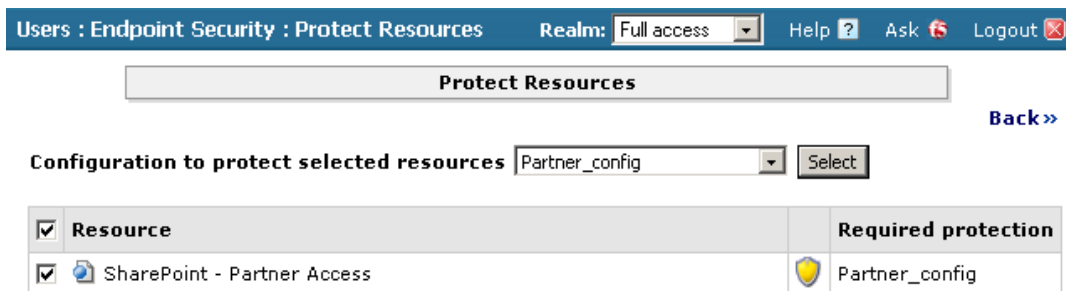 Users : Endpoint Security : Protect Resources Realm: Full access Help ? Ask f5 Logout
Protect Resources
Back»
Configuration to protect selected resources Partner_config Select
Resource Required protection
SharePoint - Partner Access Partner_config